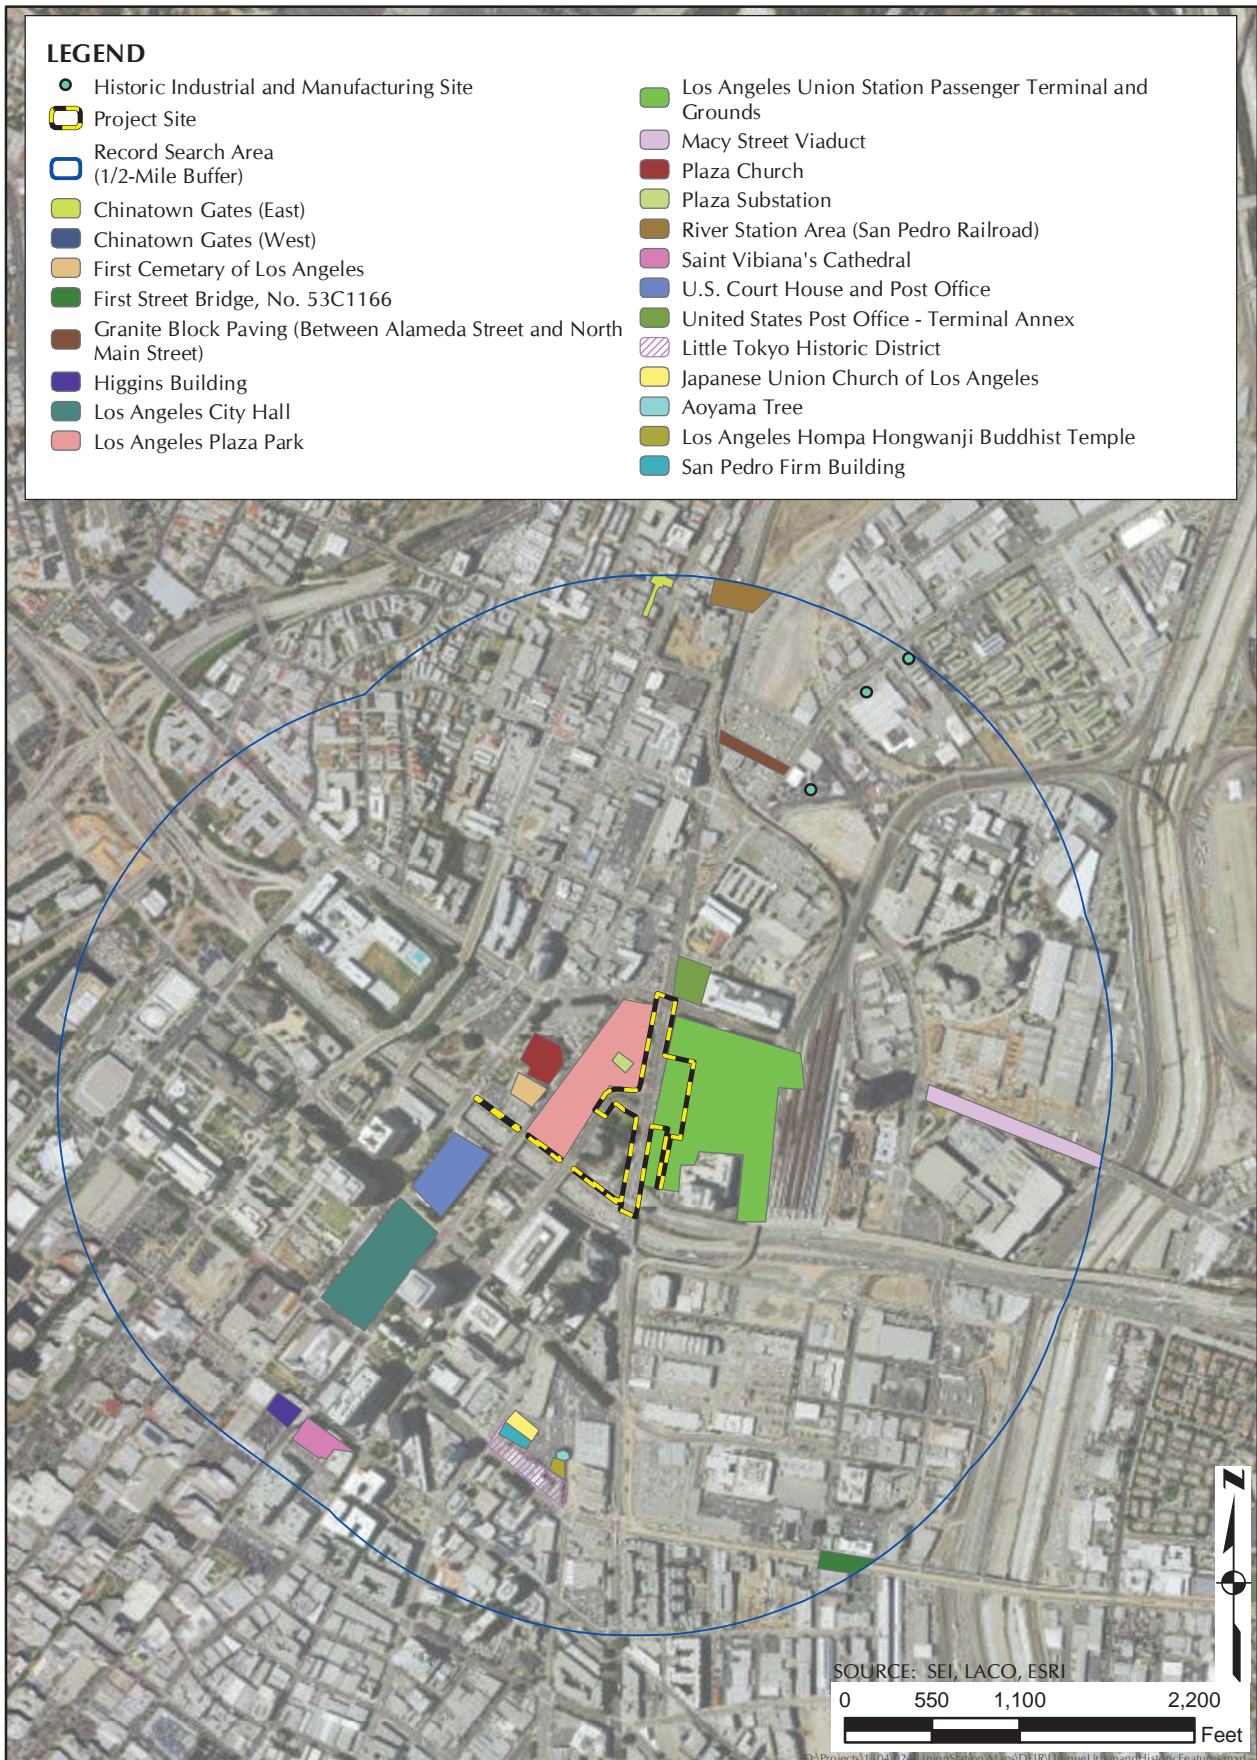 LEGEND
Historic Industrial and Manufacturing Site
Project Site
Record Search Area
(1/2-Mile Buffer)
Chinatown Gates (East)
Chinatown Gates (West)
First Cemetary of Los Angeles
First Street Bridge, No. 53C1166
Granite Block Paving (Between Alameda Street and North
Main Street)
Higgins Building
Los Angeles City Hall
Los Angeles Plaza Park
Los Angeles Union Station Passenger Terminal and
Grounds
Macy Street Viaduct
Plaza Church
Plaza Substation
River Station Area (San Pedro Railroad)
Saint Vibiana's Cathedral
U.S. Court House and Post Office
United States Post Office - Terminal Annex
Little Tokyo Historic District
Japanese Union Church of Los Angeles
Aoyama Tree
Los Angeles Hompa Hongwanji Buddhist Temple
San Pedro Firm Building
Z
SOURCE: SEI, LACO, ESRI
0 550 1,100 2,200
Feet